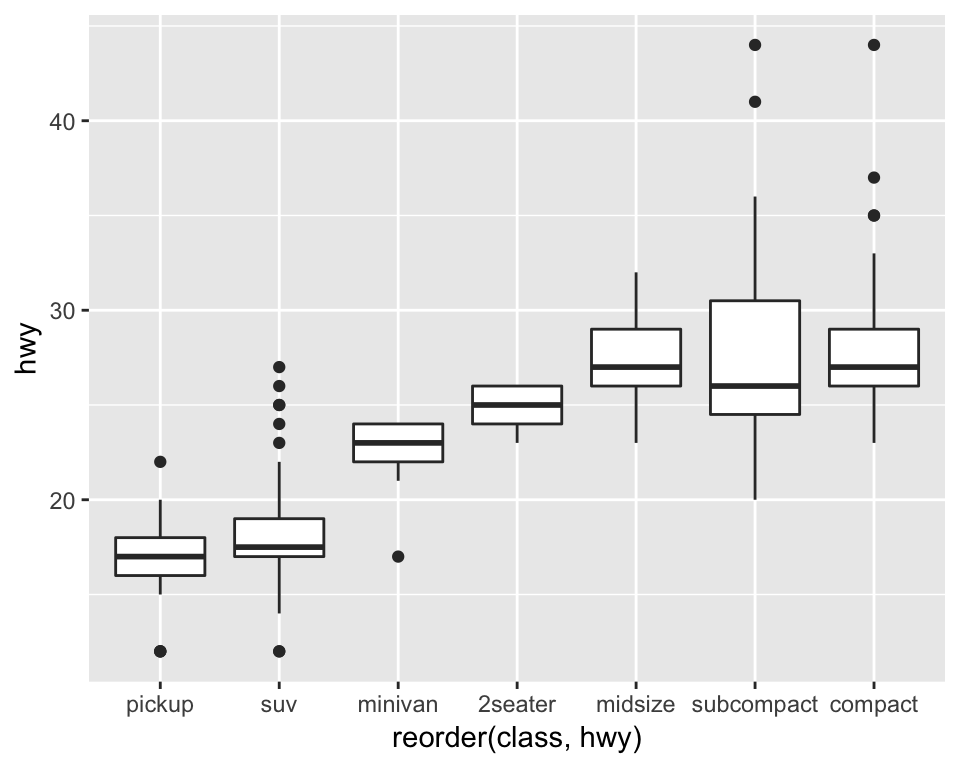 40
30
20
hwy
pickup suv minivan 2seater midsize subcompact compact
reorder(class, hwy)